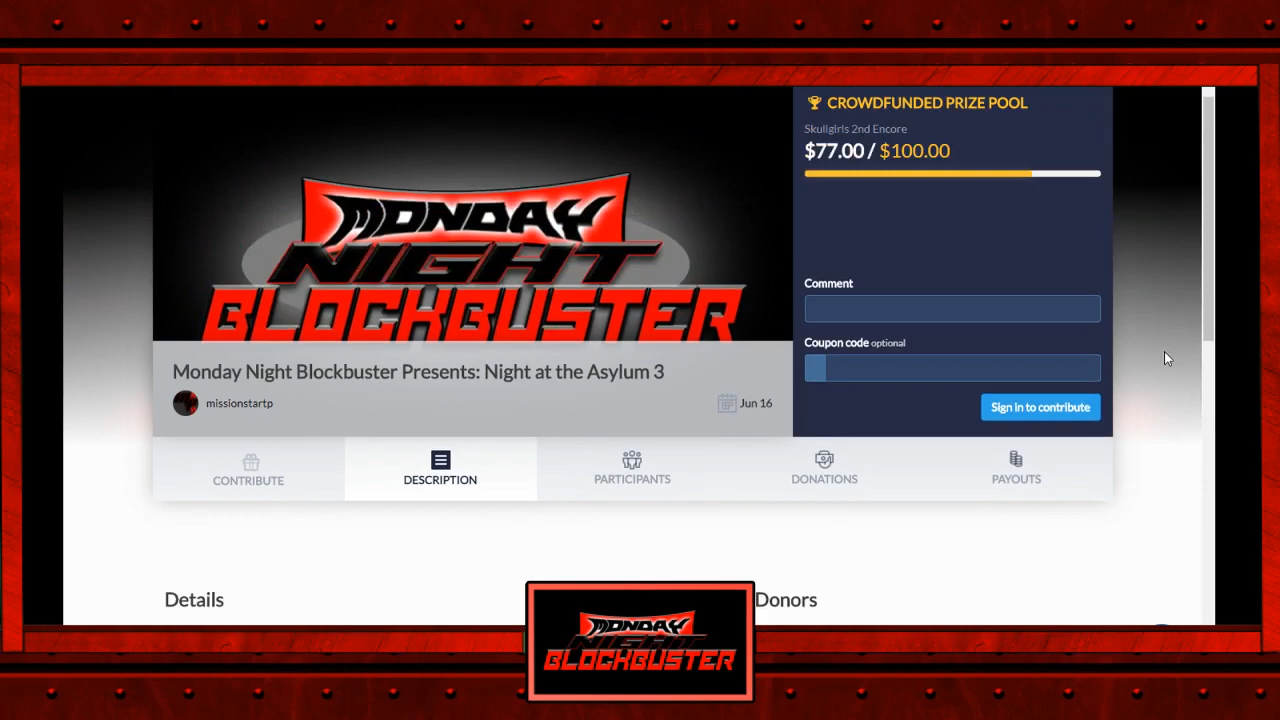 CROWDFUNDED PRIZE POOL
Skullgirls 2nd Encore
$77.00 / $100.00
MONDAY
NIGHT
BLOCKBUSTER
Comment
Coupon code optional
Monday Night Blockbuster Presents: Night at the Asylum 3
missionstartp
Jun 16
Sign in to contribute
CONTRIBUTE
DESCRIPTION
PARTICIPANTS
DONATIONS
PAYOUTS
Details
Donors
MONDAY
NIGHT
BLOCKBUSTER